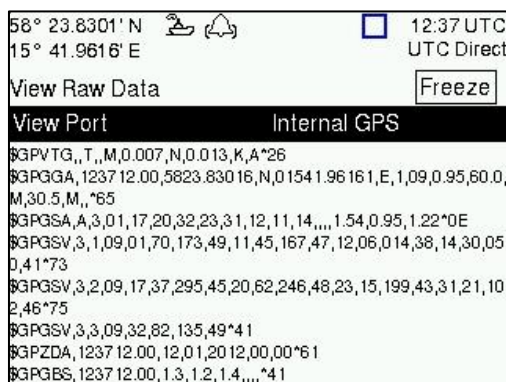 58° 23.8301' N 12:37 UTC
15° 41.9616' E UTC Direct
View Raw Data Freeze
View Port Internal GPS
$GPVTG,,T,,M,0.007,N,0.013,K,A*26
$GPGGA,123712.00,5823.83016,N,01541.96161,E,1,09,0.95,60.0,
M,30.5,M,,*65
$GPGSA,A,3,01,17,20,32,23,31,12,11,14,,,,1.54,0.95,1.22*0E
$GPGSV,3,1,09,01,70,173,49,11,45,167,47,12,06,014,38,14,30,05
0,41*73
$GPGSV,3,2,09,17,37,295,45,20,62,246,48,23,15,199,43,31,21,10
2,46*75
$GPGSV,3,3,09,32,82,135,49*41
$GPZDA,123712.00,12,01,2012,00,00*61
$GPGBS,123712.00,1.3,1.2,1.4,,,,*41